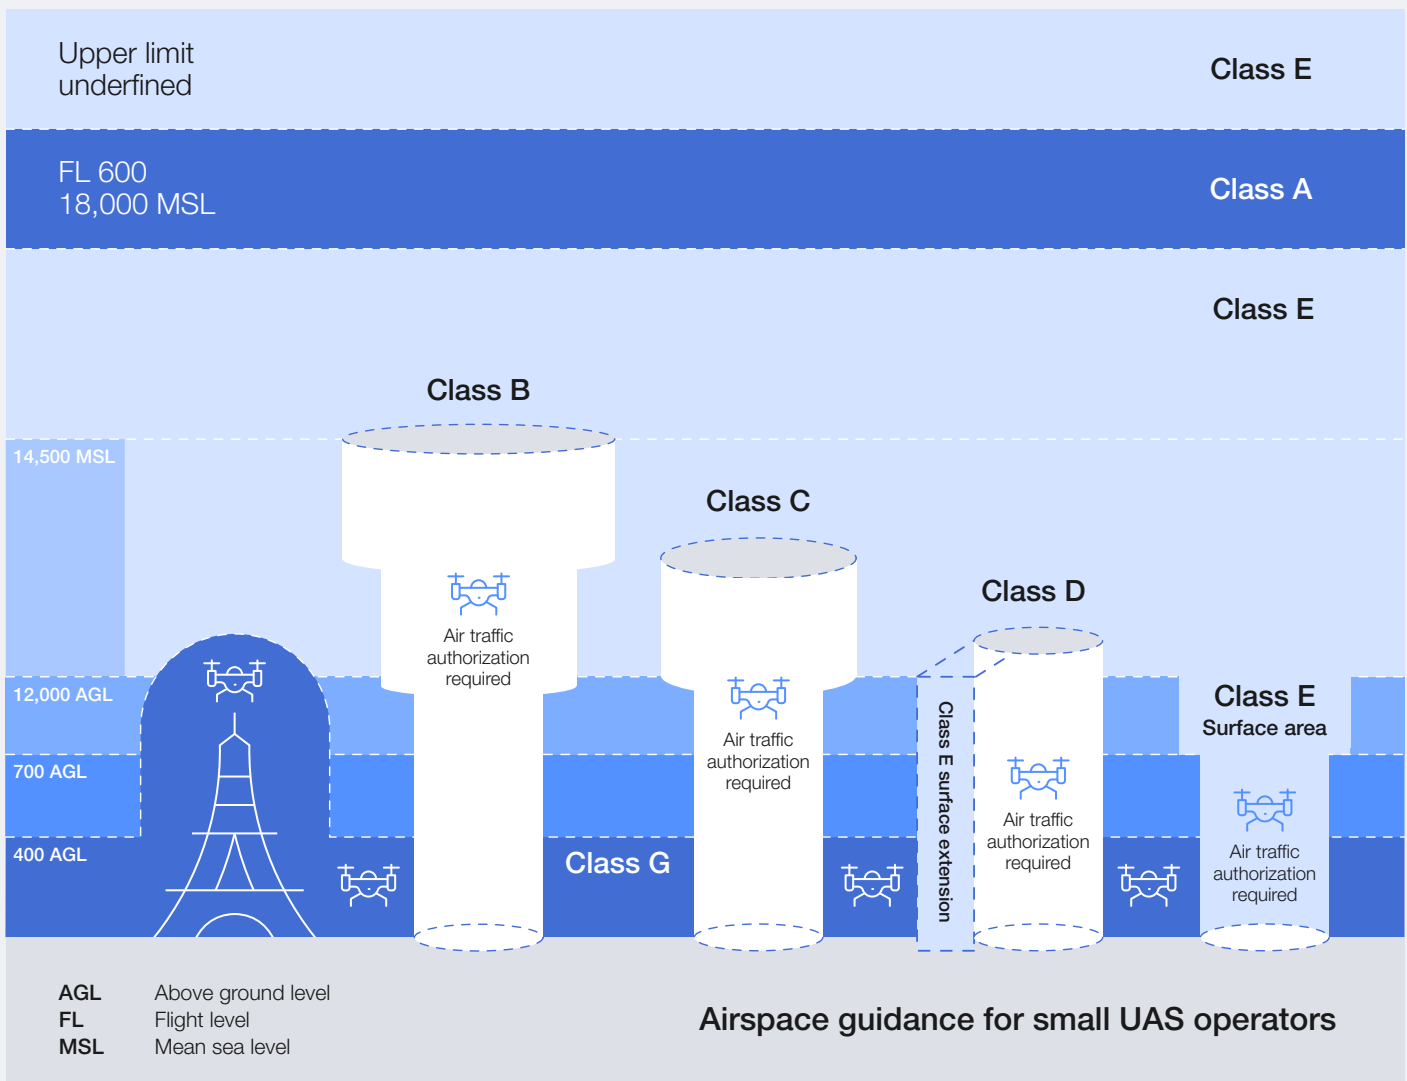 Upper limit
underfined
Class E
FL 600
18,000 MSL
Class A
Class E
Class B
14,500 MSL
Class C
Class D
Air traffic
authorization
required
12,000 AGL
Class E
Surface area
700 AGL
Air traffic
authorization
required
Class E surface extension
Air traffic
authorization
required
400 AGL
Class G
Air traffic
authorization
required
AGL Above ground level
FL Flight level
MSL Mean sea level
Airspace guidance for small UAS operators